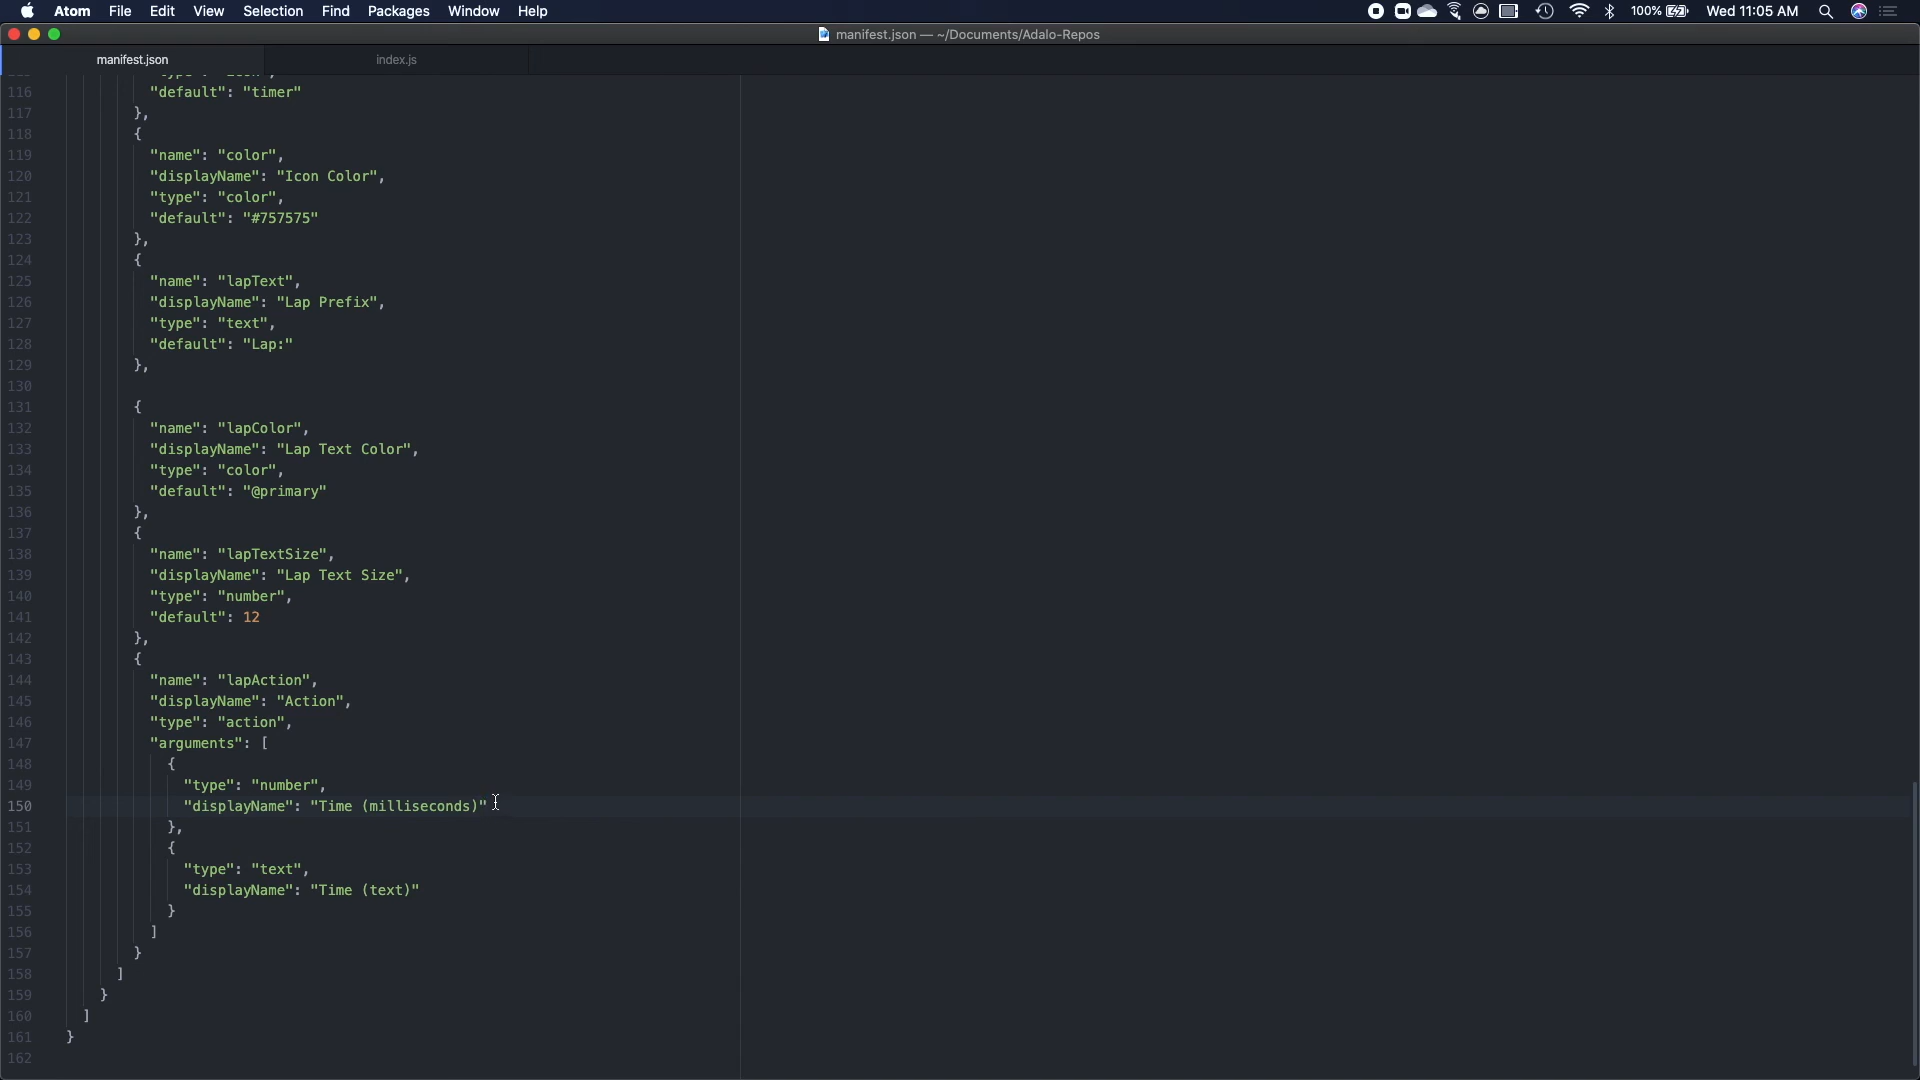 Atom File Edit View Selection Find Packages Window Help 100% Wed 11:05 AM
manifest.json — ~/Documents/Adalo-Repos
manifest.json index.js
116 "default": "timer"
117 },
118 {
119 "name": "color",
120 "displayName": "Icon Color",
121 "type": "color",
122 "default": "#757575"
123 },
124 {
125 "name": "lapText",
126 "displayName": "Lap Prefix",
127 "type": "text",
128 "default": "Lap:"
129 },
130
131 {
132 "name": "lapColor",
133 "displayName": "Lap Text Color",
134 "type": "color",
135 "default": "@primary"
136 },
137 {
138 "name": "lapTextSize",
139 "displayName": "Lap Text Size",
140 "type": "number",
141 "default": 12
142 },
143 {
144 "name": "lapAction",
145 "displayName": "Action",
146 "type": "action",
147 "arguments": [
148 {
149 "type": "number",
150 "displayName": "Time (milliseconds)"
151 },
152 {
153 "type": "text",
154 "displayName": "Time (text)"
155 }
156 ]
157 }
158 ]
159 }
160 ]
161 }
162